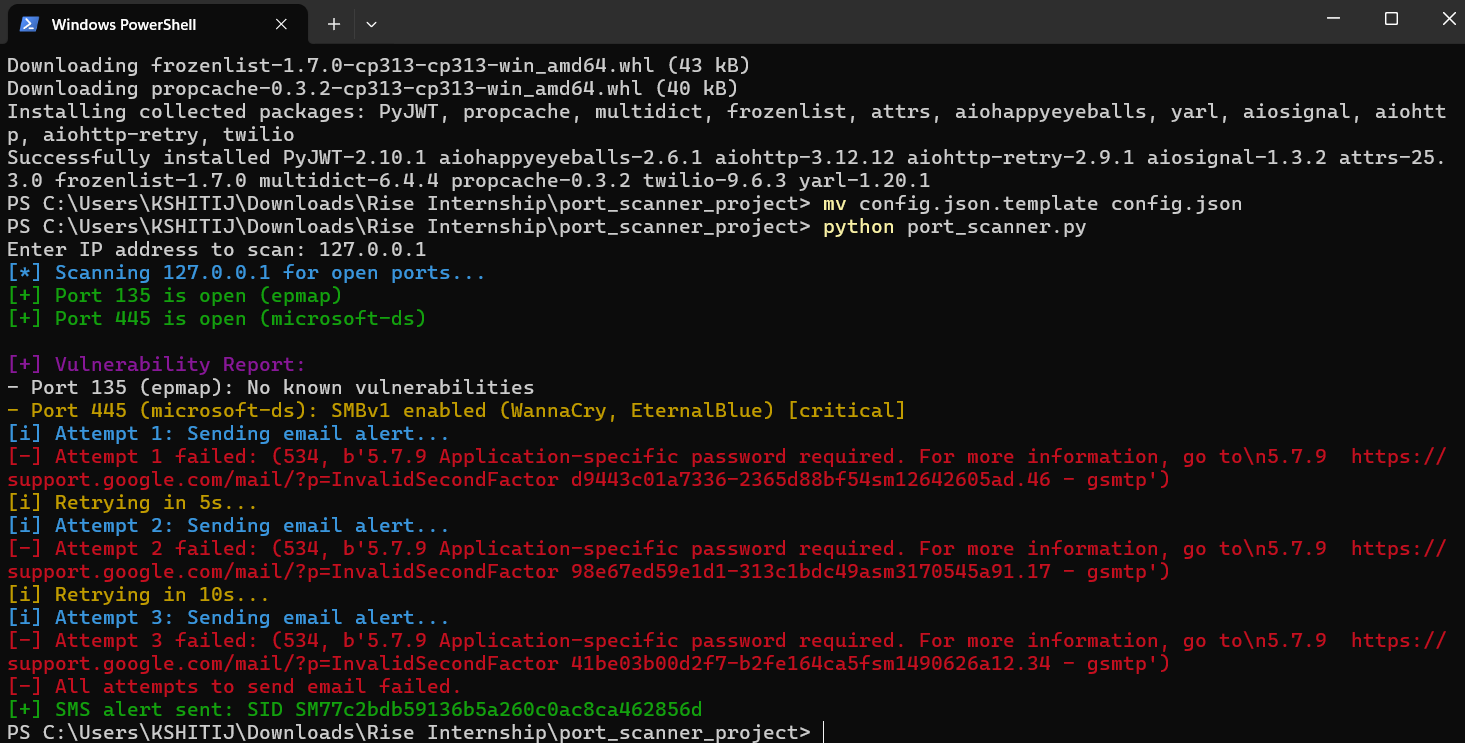 Windows PowerShell
Downloading frozenlist-1.7.0-cp313-cp313-win_amd64.whl (43 kB)
Downloading propcache-0.3.2-cp313-cp313-win_amd64.whl (40 kB)
Installing collected packages: PyJWT, propcache, multidict, frozenlist, attrs, aiohappyeyeballs, yarl, aiosignal, aiohtt
p, aiohttp-retry, twilio
Successfully installed PyJWT-2.10.1 aiohappyeyeballs-2.6.1 aiohttp-3.12.12 aiohttp-retry-2.9.1 aiosignal-1.3.2 attrs-25.
3.0 frozenlist-1.7.0 multidict-6.4.4 propcache-0.3.2 twilio-9.6.3 yarl-1.20.1
PS C:\Users\KSHITIJ\Downloads\Rise Internship\port_scanner_project> mv config.json.template config.json
PS C:\Users\KSHITIJ\Downloads\Rise Internship\port_scanner_project> python port_scanner.py
Enter IP address to scan: 127.0.0.1
[*] Scanning 127.0.0.1 for open ports...
[+] Port 135 is open (epmap)
[+] Port 445 is open (microsoft-ds)
[+] Vulnerability Report:
- Port 135 (epmap): No known vulnerabilities
- Port 445 (microsoft-ds): SMBv1 enabled (WannaCry, EternalBlue) [critical]
[i] Attempt 1: Sending email alert...
[-] Attempt 1 failed: (534, b'5.7.9 Application-specific password required. For more information, go to\n5.7.9  https://
support.google.com/mail/?p=InvalidSecondFactor d9443c01a7336-2365d88bf54sm12642605ad.46 - gsmtp')
[i] Retrying in 5s...
[i] Attempt 2: Sending email alert...
[-] Attempt 2 failed: (534, b'5.7.9 Application-specific password required. For more information, go to\n5.7.9  https://
support.google.com/mail/?p=InvalidSecondFactor 98e67ed59e1d1-313c1bdc49asm3170545a91.17 - gsmtp')
[i] Retrying in 10s...
[i] Attempt 3: Sending email alert...
[-] Attempt 3 failed: (534, b'5.7.9 Application-specific password required. For more information, go to\n5.7.9  https://
support.google.com/mail/?p=InvalidSecondFactor 41be03b00d2f7-b2fe164ca5fsm1490626a12.34 - gsmtp')
[-] All attempts to send email failed.
[+] SMS alert sent: SID SM77c2bdb59136b5a260c0ac8ca462856d
PS C:\Users\KSHITIJ\Downloads\Rise Internship\port_scanner_project>